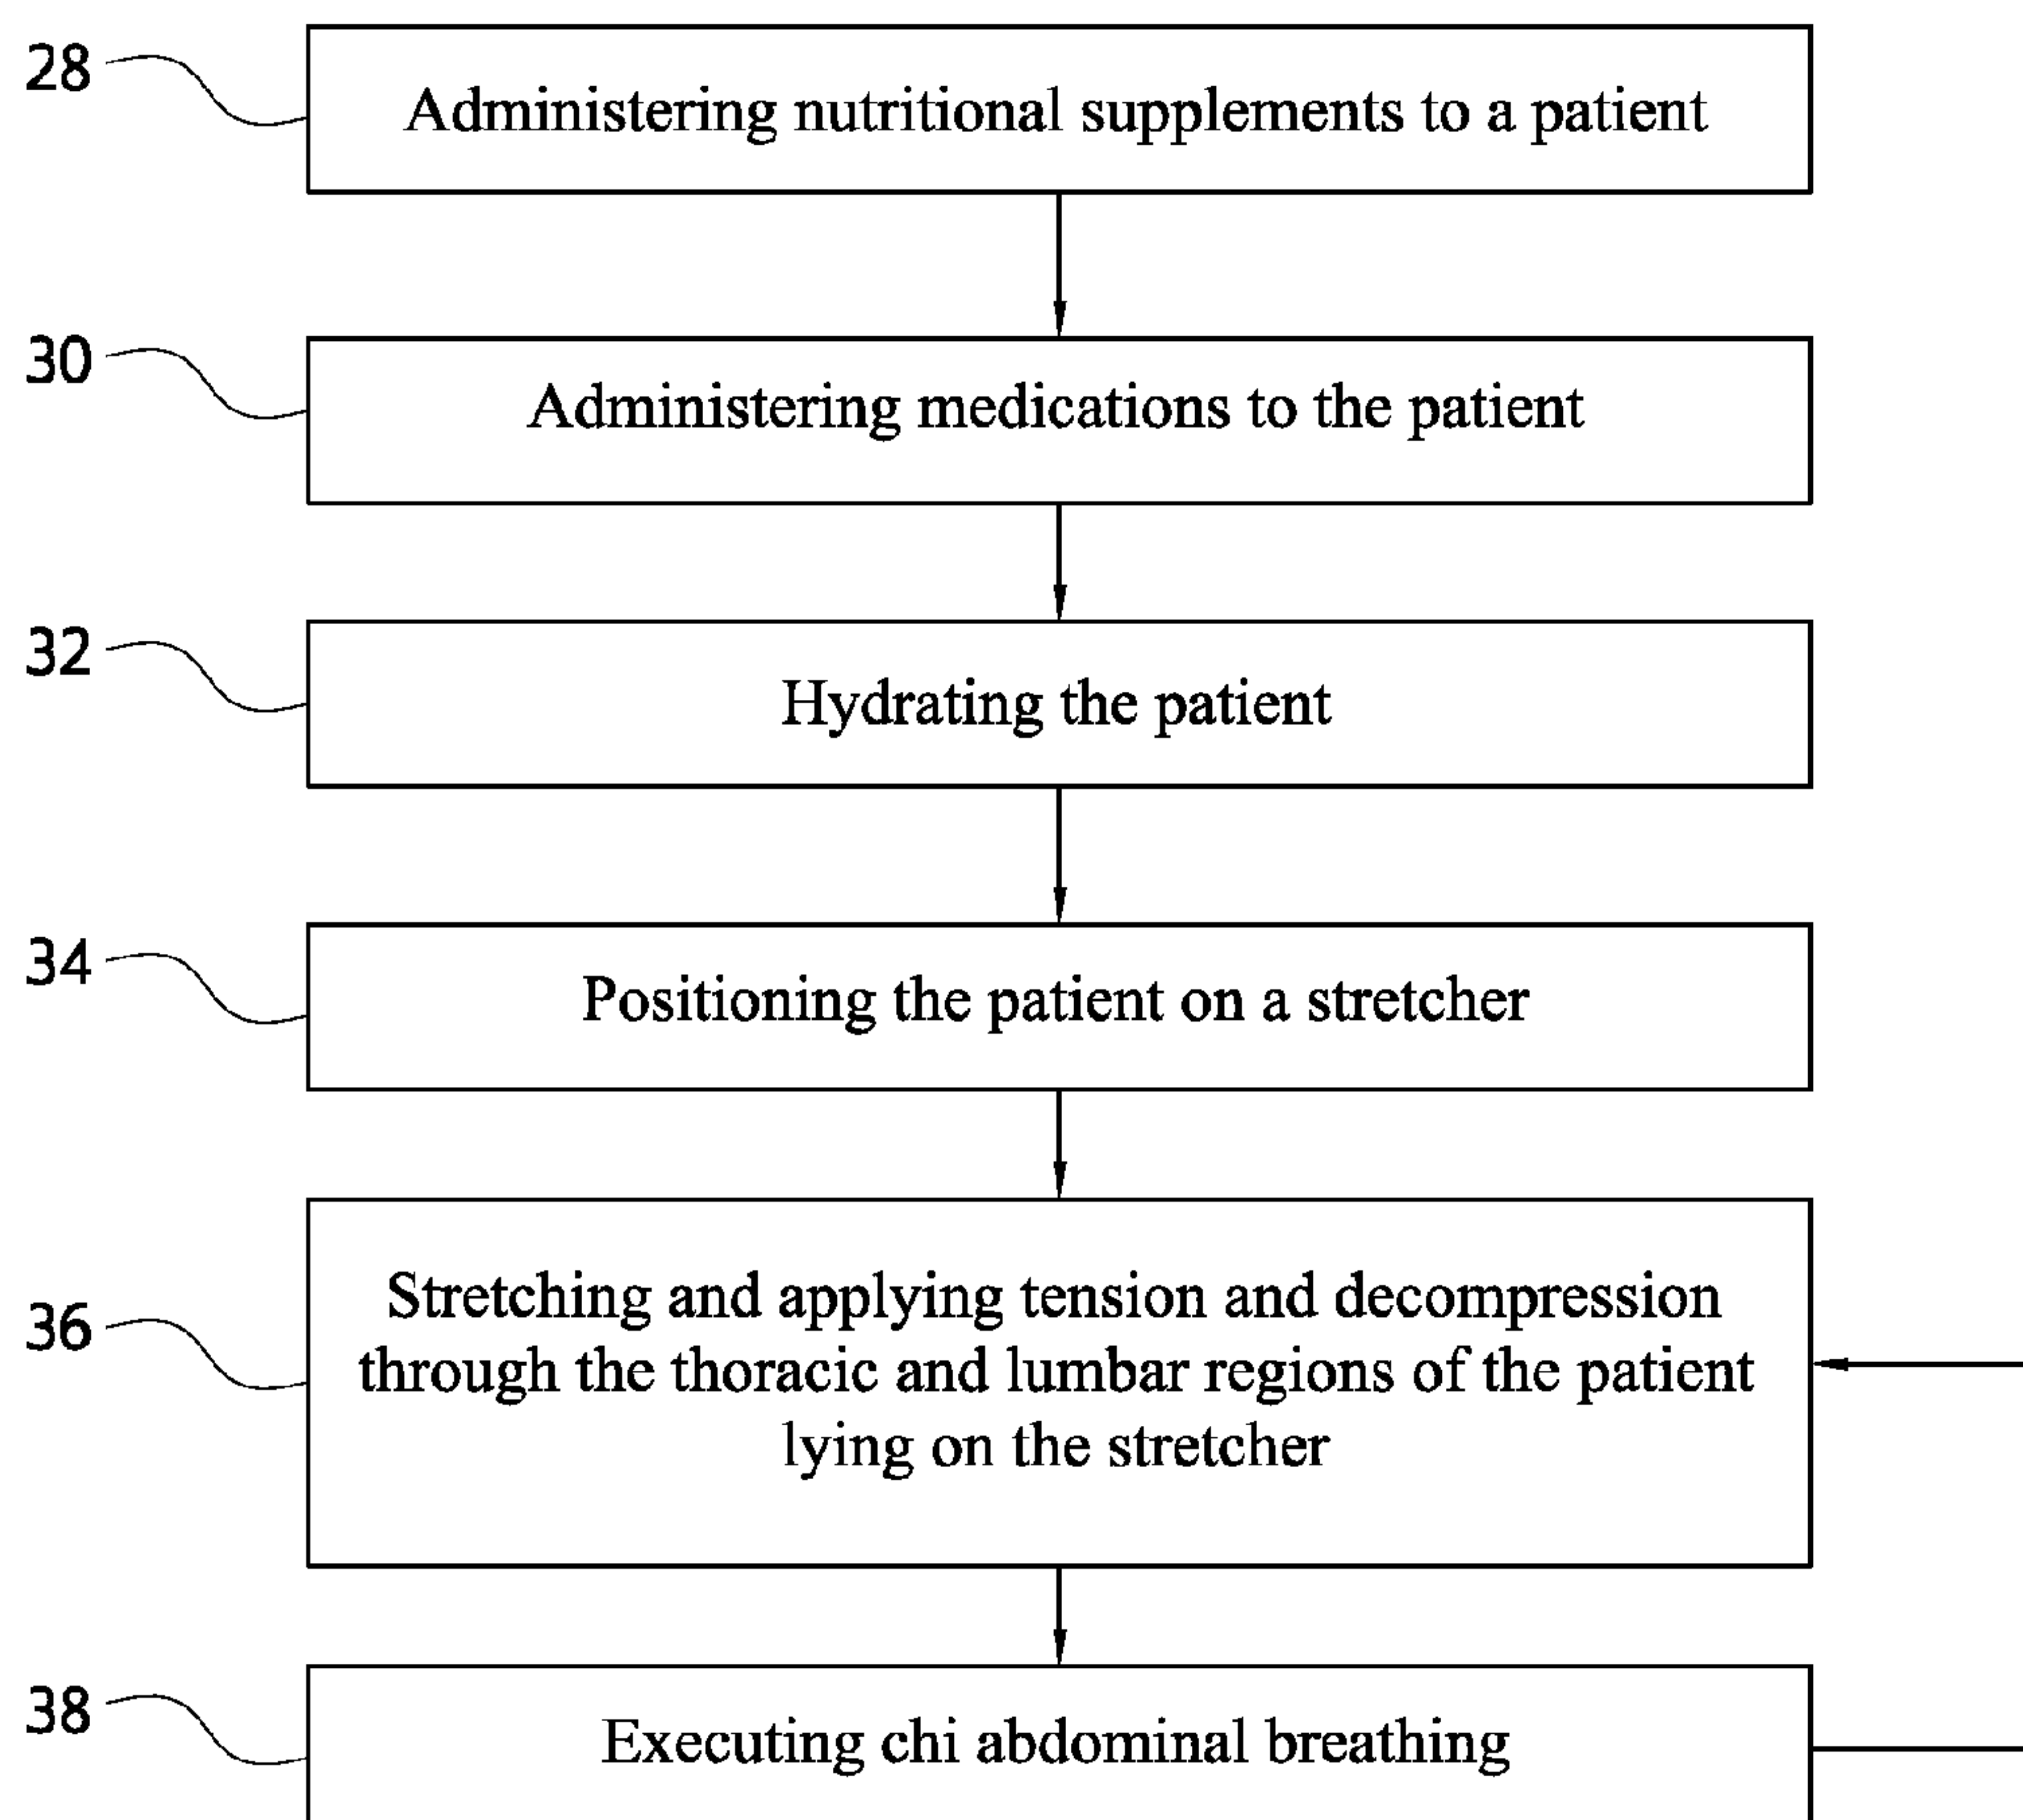 28
Administering nutritional supplements to a patient
30
Administering medications to the patient
32
Hydrating the patient
34
Positioning the patient on a stretcher
36
Stretching and applying tension and decompression
through the thoracic and lumbar regions of the patient
lying on the stretcher
38
Executing chi abdominal breathing